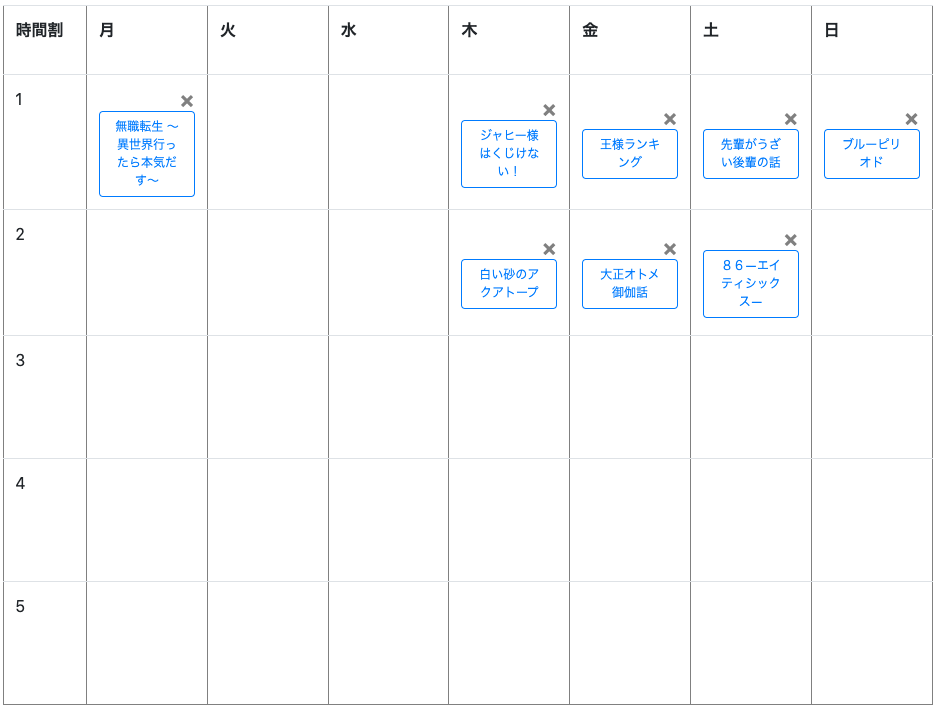 時間割 月 火 水 木 金 土 日
1
無職転生 〜
異世界行っ
たら本気だ
す〜
ジャヒー様
はくじけな
い！
王様ランキ
ング
先輩がうざ
い後輩の話
ブルーピリ
オド
2
白い砂のア
クアトープ
大正オトメ
御伽話
８６ーエイ
ティシック
スー
3
4
5